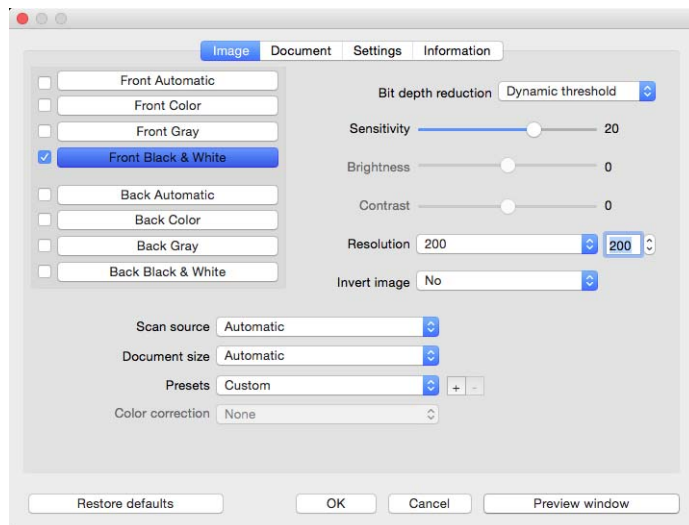 Image Document Settings Information
Front Automatic
Front Color
Front Gray
Front Black & White
Back Automatic
Back Color
Back Gray
Back Black & White
Bit depth reduction Dynamic threshold
Sensitivity 20
Brightness 0
Contrast 0
Resolution 200 200
Invert image No
Scan source Automatic
Document size Automatic
Presets Custom + -
Color correction None
Restore defaults OK Cancel Preview window